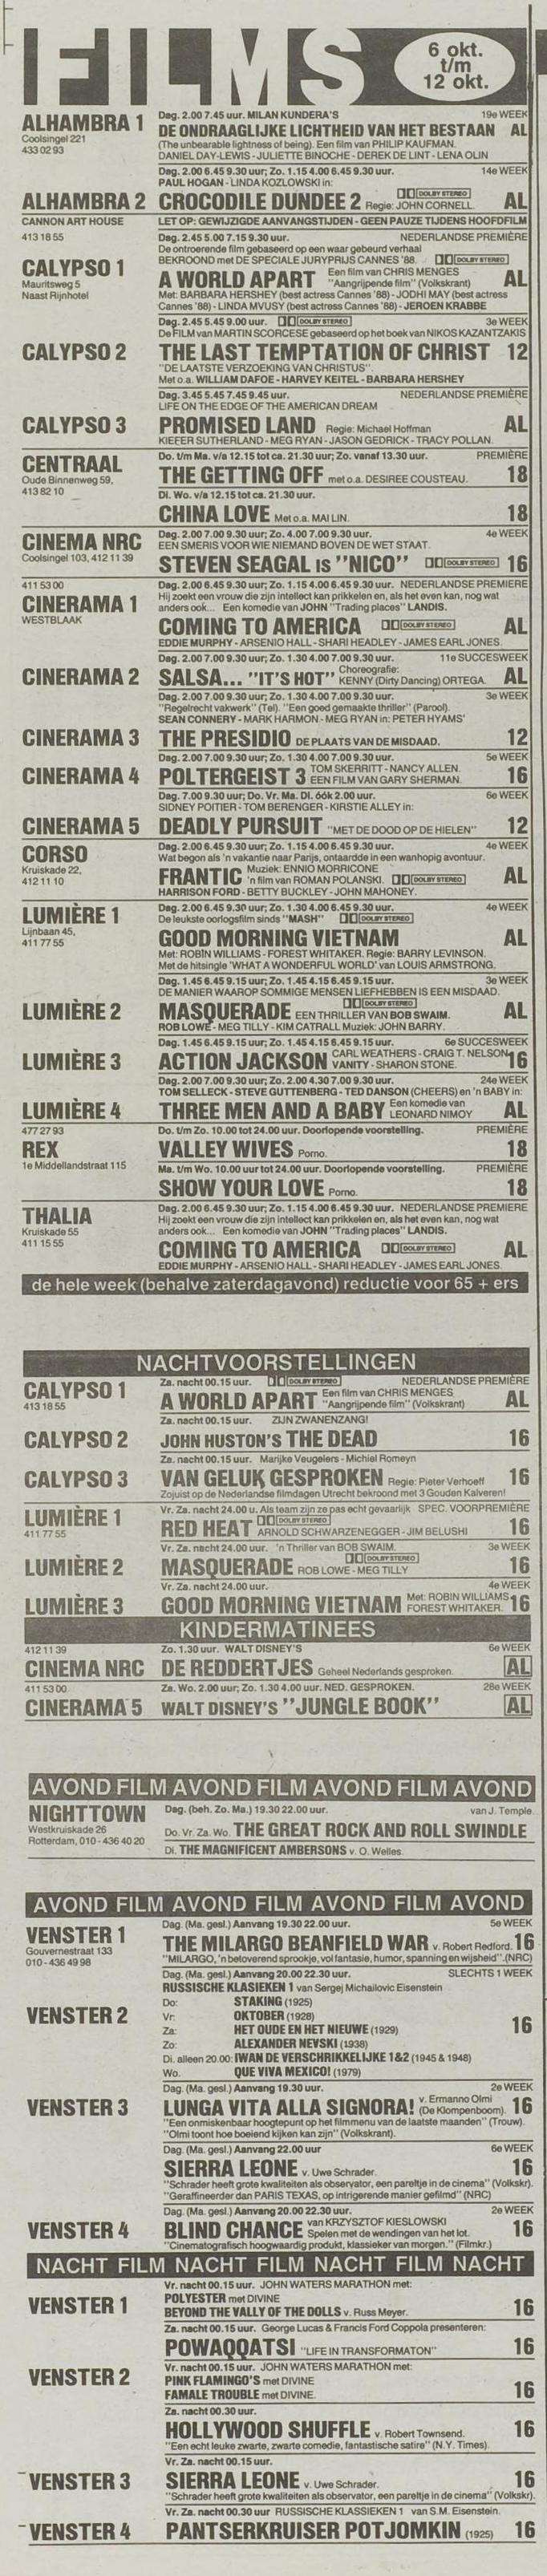 FILMS
6 okt.
t/m
12 okt.
ALHAMBRA 1
Coolsingel 221
433 02 93
Dag. 2.00 7.45 uur. MILAN KUNDERA'S 19e WEEK
DE ONDRAAGLIJKE LICHTHEID VAN HET BESTAAN AL
(The unbearable lightness of being). Een film van PHILIP KAUFMAN.
DANIEL DAY-LEWIS - JULIETTE BINOCHE - DEREK DE LINT - LENA OLIN
Dag. 2.00 6.45 9.30 uur; Zo. 1.15 4.00 6.45 9.30 uur. 14e WEEK
PAUL HOGAN - LINDA KOZLOWSKI in: DOLBY STEREO
ALHAMBRA 2 CROCODILE DUNDEE 2 Regie: JOHN CORNELL. AL
CANNON ART HOUSE LET OP: GEWIJZIGDE AANVANGSTIJDEN - GEEN PAUZE TIJDENS HOOFDFILM
413 18 55
CALYPSO 1
Mauritsweg 5
Naast Rijnhotel
Dag. 2.45 5.00 7.15 9.30 uur. NEDERLANDSE PREMIÈRE
De ontroerende film gebaseerd op een waar gebeurd verhaal
BEKROOND met DE SPECIALE JURYPRIJS CANNES '88. DOLBY STEREO
A WORLD APART Een film van CHRIS MENGES "Aangrijpende film" (Volkskrant) AL
Met: BARBARA HERSHEY (best actress Cannes '88) - JODHI MAY (best actress
Cannes '88) - LINDA MVUSY (best actress Cannes '88) - JEROEN KRABBE
Dag. 2.45 5.45 9.00 uur. DOLBY STEREO 3e WEEK
De FILM van MARTIN SCORCESE gebaseerd op het boek van NIKOS KAZANTZAKIS
CALYPSO 2 THE LAST TEMPTATION OF CHRIST 12
"DE LAATSTE VERZOEKING VAN CHRISTUS"
Met o.a. WILLIAM DAFOE - HARVEY KEITEL - BARBARA HERSHEY
Dag. 3.45 5.45 7.45 9.45 uur. NEDERLANDSE PREMIÈRE
LIFE ON THE EDGE OF THE AMERICAN DREAM
CALYPSO 3 PROMISED LAND Regie: Michael Hoffman AL
KIEFER SUTHERLAND - MEG RYAN - JASON GEDRICK - TRACY POLLAN.
CENTRAAL
Oude Binnenweg 59,
413 82 10
Do. t/m Ma. v/a 12.15 tot ca. 21.30 uur; Zo. vanaf 13.30 uur. PREMIÈRE
THE GETTING OFF met o.a. DESIREE COUSTEAU. 18
Di. Wo. v/a 12.15 tot ca. 21.30 uur.
CHINA LOVE Met o.a. MAI LIN. 18
CINEMA NRC
Coolsingel 103, 412 11 39
Dag. 2.00 7.00 9.30 uur; Zo. 4.00 7.00 9.30 uur. 4e WEEK
EEN SMERIS VOOR WIE NIEMAND BOVEN DE WET STAAT.
STEVEN SEAGAL IS "NICO" DOLBY STEREO 16
411 53 00
CINERAMA 1
WESTBLAAK
Dag. 2.00 6.45 9.30 uur; Zo. 1.15 4.00 6.45 9.30 uur. NEDERLANDSE PREMIERE
Hij zoekt een vrouw die zijn intellect kan prikkelen en, als het even kan, nog wat
anders ook... Een komedie van JOHN "Trading places" LANDIS.
COMING TO AMERICA DOLBY STEREO AL
EDDIE MURPHY - ARSENIO HALL - SHARI HEADLEY - JAMES EARL JONES.
Dag. 2.00 7.00 9.30 uur; Zo. 1.30 4.00 7.00 9.30 uur. 11e SUCCESWEEK
CINERAMA 2 SALSA... "IT'S HOT" Choreografie: KENNY (Dirty Dancing) ORTEGA. AL
Dag. 2.00 7.00 9.30 uur; Zo. 1.30 4.00 7.00 9.30 uur. 3e WEEK
"Regelrecht vakwerk" (Tel). "Een goed gemaakte thriller" (Parool).
SEAN CONNERY - MARK HARMON - MEG RYAN in: PETER HYAMS'
CINERAMA 3 THE PRESIDIO DE PLAATS VAN DE MISDAAD. 12
Dag. 2.00 7.00 9.30 uur; Zo. 1.30 4.00 7.00 9.30 uur. 5e WEEK
CINERAMA 4 POLTERGEIST 3 TOM SKERRITT - NANCY ALLEN. EEN FILM VAN GARY SHERMAN. 16
Dag. 7.00 9.30 uur; Do. Vr. Ma. Di. óók 2.00 uur. 6e WEEK
SIDNEY POITIER - TOM BERENGER - KIRSTIE ALLEY in:
CINERAMA 5 DEADLY PURSUIT "MET DE DOOD OP DE HIELEN" 12
CORSO
Kruiskade 22,
412 11 10
Dag. 2.00 6.45 9.30 uur; Zo. 1.15 4.00 6.45 9.30 uur. 4e WEEK
Wat begon als 'n vakantie naar Parijs, ontaardde in een wanhopig avontuur.
FRANTIC Muziek: ENNIO MORRICONE 'n film van ROMAN POLANSKI. DOLBY STEREO AL
HARRISON FORD - BETTY BUCKLEY - JOHN MAHONEY.
LUMIÈRE 1
Lijnbaan 45,
411 77 55
Dag. 2.00 6.45 9.30 uur; Zo. 1.15 4.00 6.45 9.30 uur. 4e WEEK
De leukste oorlogsfilm sinds "MASH" DOLBY STEREO
GOOD MORNING VIETNAM AL
Met: ROBIN WILLIAMS - FOREST WHITAKER. Regie: BARRY LEVINSON.
Met de hitsingle 'WHAT A WONDERFUL WORLD' van LOUIS ARMSTRONG.
Dag. 1.45 6.45 9.15 uur; Zo. 1.45 4.15 6.45 9.15 uur. 3e WEEK
DE MANIER WAAROP SOMMIGE MENSEN LIEFHEBBEN IS EEN MISDAAD.
DOLBY STEREO
LUMIÈRE 2 MASQUERADE EEN THRILLER VAN BOB SWAIM. AL
ROB LOWE - MEG TILLY - KIM CATRALL Muziek: JOHN BARRY.
Dag. 1.45 6.45 9.15 uur; Zo. 1.45 4.15 6.45 9.15 uur. 6e SUCCESWEEK
LUMIÈRE 3 ACTION JACKSON CARL WEATHERS - CRAIG T. NELSON VANITY - SHARON STONE. 16
Dag. 2.00 7.00 9.30 uur; Zo. 2.00 4.30 7.00 9.30 uur. 24e WEEK
TOM SELLECK - STEVE GUTTENBERG - TED DANSON (CHEERS) en 'n BABY in:
LUMIÈRE 4 THREE MEN AND A BABY Een komedie van LEONARD NIMOY AL
477 27 93
REX
1e Middellandstraat 115
Do. t/m Zo. 10.00 tot 24.00 uur. Doorlopende voorstelling. PREMIÈRE
VALLEY WIVES Porno. 18
Ma. t/m Wo. 10.00 uur tot 24.00 uur. Doorlopende voorstelling. PREMIÈRE
SHOW YOUR LOVE Porno. 18
THALIA
Kruiskade 55
411 15 55
Dag. 2.00 6.45 9.30 uur; Zo. 1.15 4.00 6.45 9.30 uur. NEDERLANDSE PREMIERE
Hij zoekt een vrouw die zijn intellect kan prikkelen en, als het even kan, nog wat
anders ook... Een komedie van JOHN "Trading places" LANDIS.
COMING TO AMERICA DOLBY STEREO AL
EDDIE MURPHY - ARSENIO HALL - SHARI HEADLEY - JAMES EARL JONES.
de hele week (behalve zaterdagavond) reductie voor 65 + ers
NACHTVOORSTELLINGEN
CALYPSO 1
413 18 55
Za. nacht 00.15 uur. DOLBY STEREO NEDERLANDSE PREMIÈRE
A WORLD APART Een film van CHRIS MENGES "Aangrijpende film" (Volkskrant) AL
Za. nacht 00.15 uur. ZIJN ZWANENZANG!
CALYPSO 2 JOHN HUSTON'S THE DEAD 16
Za. nacht 00.15 uur. Marijke Veugelers - Michiel Romeyn
CALYPSO 3 VAN GELUK GESPROKEN Regie: Pieter Verhoeff 16
Zojuist op de Nederlandse filmdagen Utrecht bekroond met 3 Gouden Kalveren!
LUMIÈRE 1
411 77 55
Vr. Za. nacht 24.00 u. Als team zijn ze pas echt gevaarlijk SPEC. VOORPREMIÈRE
RED HEAT DOLBY STEREO ARNOLD SCHWARZENEGGER - JIM BELUSHI 16
Vr. Za. nacht 24.00 uur. 'n Thriller van BOB SWAIM. 3e WEEK
DOLBY STEREO
LUMIÈRE 2 MASQUERADE ROB LOWE - MEG TILLY 16
Vr. Za. nacht 24.00 uur. 4e WEEK
LUMIÈRE 3 GOOD MORNING VIETNAM Met: ROBIN WILLIAMS FOREST WHITAKER. 16
KINDERMATINEES
412 11 39
Zo. 1.30 uur. WALT DISNEY'S 6e WEEK
CINEMA NRC DE REDDERTJES Geheel Nederlands gesproken. AL
411 53 00
Za. Wo. 2.00 uur; Zo. 1.30 4.00 uur. NED. GESPROKEN. 28e WEEK
CINERAMA 5 WALT DISNEY'S "JUNGLE BOOK" AL
AVOND FILM AVOND FILM AVOND FILM AVOND
NIGHTTOWN
Westkruiskade 26
Rotterdam, 010 - 436 40 20
Dag. (beh. Zo. Ma.) 19.30 22.00 uur. van J. Temple.
Do. Vr. Za. Wo. THE GREAT ROCK AND ROLL SWINDLE
Di. THE MAGNIFICENT AMBERSONS v. O. Welles.
AVOND FILM AVOND FILM AVOND FILM AVOND
VENSTER 1
Gouvernestraat 133
010 - 436 49 98
Dag. (Ma. gesl.) Aanvang 19.30 22.00 uur. 5e WEEK
THE MILARGO BEANFIELD WAR v. Robert Redford. 16
"MILARGO, 'n betoverend sprookje, vol fantasie, humor, spanning en wijsheid". (NRC)
Dag. (Ma. gesl.) Aanvang 20.00 22.30 uur. SLECHTS 1 WEEK
RUSSISCHE KLASIEKEN 1 van Sergej Michailovic Eisenstein
VENSTER 2 16
Do: STAKING (1925)
Vr: OKTOBER (1928)
Za: HET OUDE EN HET NIEUWE (1929)
Zo: ALEXANDER NEVSKI (1938)
Di. alleen 20.00: IWAN DE VERSCHRIKKELIJKE 1&2 (1945 & 1948)
Wo. QUE VIVA MEXICO! (1979)
Dag. (Ma. gesl.) Aanvang 19.30 uur. 2e WEEK
VENSTER 3 LUNGA VITA ALLA SIGNORA! v. Ermanno Olmi (De Klompenboom). 16
"Een onmiskenbaar hoogtepunt op het filmmenu van de laatste maanden" (Trouw).
"Olmi toont hoe boeiend kijken kan zijn" (Volkskrant).
Dag. (Ma. gesl.) Aanvang 22.00 uur 6e WEEK
SIERRA LEONE v. Uwe Schrader. 16
"Schrader heeft grote kwaliteiten als observator, een pareltje in de cinema" (Volkskr).
"Geraffineerder dan PARIS TEXAS, op intrigerende manier gefilmd" (NRC)
Dag. (Ma. gesl.) Aanvang 20.00 22.30 uur. 2e WEEK
VENSTER 4 BLIND CHANCE van KRZYSZTOF KIESLOWSKI Spelen met de wendingen van het lot. 16
"Cinematografisch hoogwaardig produkt, klassieker van morgen." (Filmkr.)
NACHT FILM NACHT FILM NACHT FILM NACHT
Vr. nacht 00.15 uur. JOHN WATERS MARATHON met:
VENSTER 1 POLYESTER met DIVINE
BEYOND THE VALLY OF THE DOLLS v. Russ Meyer. 16
Za. nacht 00.15 uur. George Lucas & Francis Ford Coppola presenteren:
POWAQQATSI "LIFE IN TRANSFORMATON" 16
Vr. nacht 00.15 uur. JOHN WATERS MARATHON met:
VENSTER 2 PINK FLAMINGO'S met DIVINE
FAMALE TROUBLE met DIVINE. 16
Za. nacht 00.30 uur.
HOLLYWOOD SHUFFLE v. Robert Townsend. 16
"Een echt leuke zwarte, zwarte comedie, fantastische satire" (N.Y. Times).
Vr. Za. nacht 00.15 uur.
VENSTER 3 SIERRA LEONE v. Uwe Schrader. 16
"Schrader heeft grote kwaliteiten als observator, een pareltje in de cinema" (Volkskr).
Vr. Za. nacht 00.30 uur RUSSISCHE KLASSIEKEN 1 van S.M. Eisenstein.
VENSTER 4 PANTSERKRUISER POTJOMKIN (1925) 16